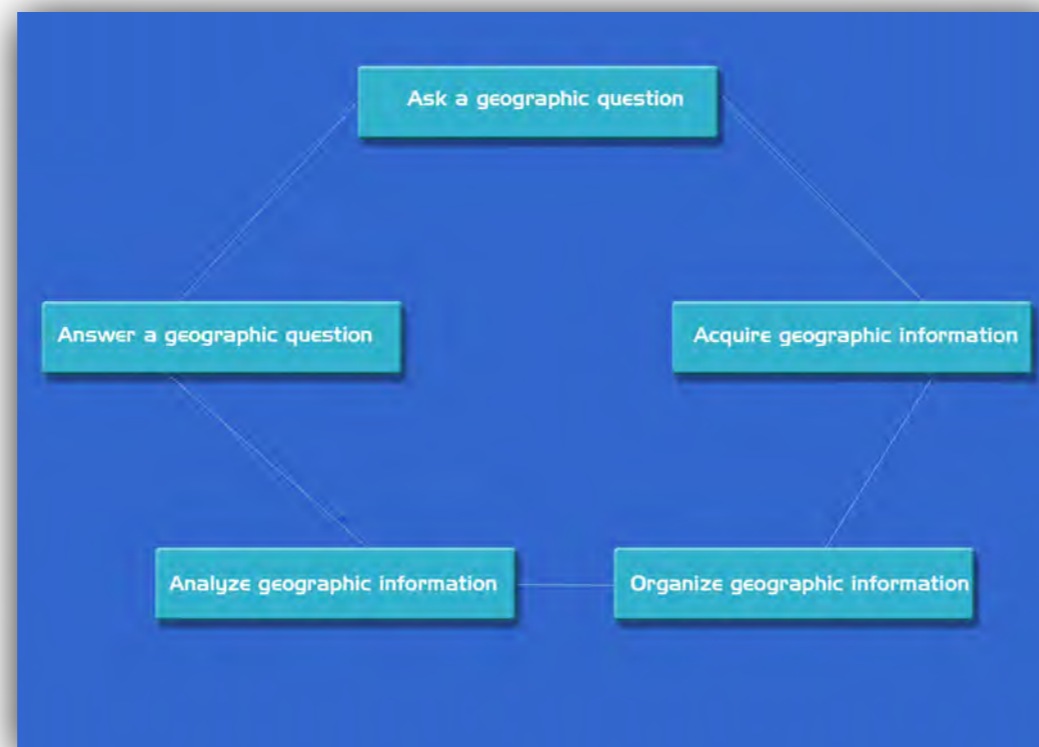 Ask a geographic question
Answer a geographic question
Acquire geographic information
Analyze geographic information
Organize geographic information